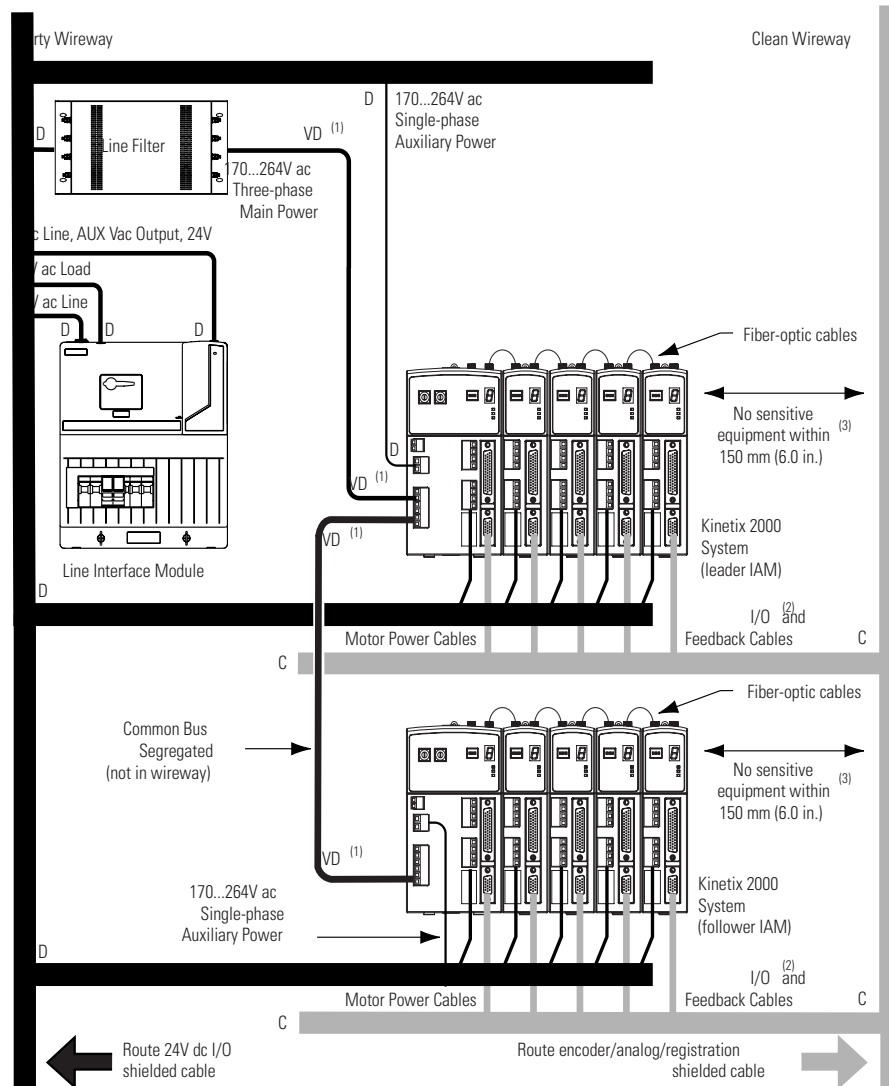 rty Wireway
Clean Wireway
D
170...264V ac
Single-phase
Auxiliary Power
D
Line Filter
VD (1)
170...264V ac
Three-phase
Main Power
c Line, AUX Vac Output, 24V
/ ac Load
/ ac Line
D
D
D
Fiber-optic cables
No sensitive
equipment within (3)
150 mm (6.0 in.)
D
VD (1)
VD (1)
Kinetix 2000
System
(leader IAM)
Line Interface Module
D
I/O (2) and
Motor Power Cables
Feedback Cables
C
C
Fiber-optic cables
Common Bus
Segregated
(not in wireway)
No sensitive
equipment within (3)
150 mm (6.0 in.)
VD (1)
170...264V ac
Single-phase
Auxiliary Power
Kinetix 2000
System
(follower IAM)
D
I/O (2) and
Motor Power Cables
Feedback Cables
C
C
Route 24V dc I/O
shielded cable
Route encoder/analog/registration
shielded cable